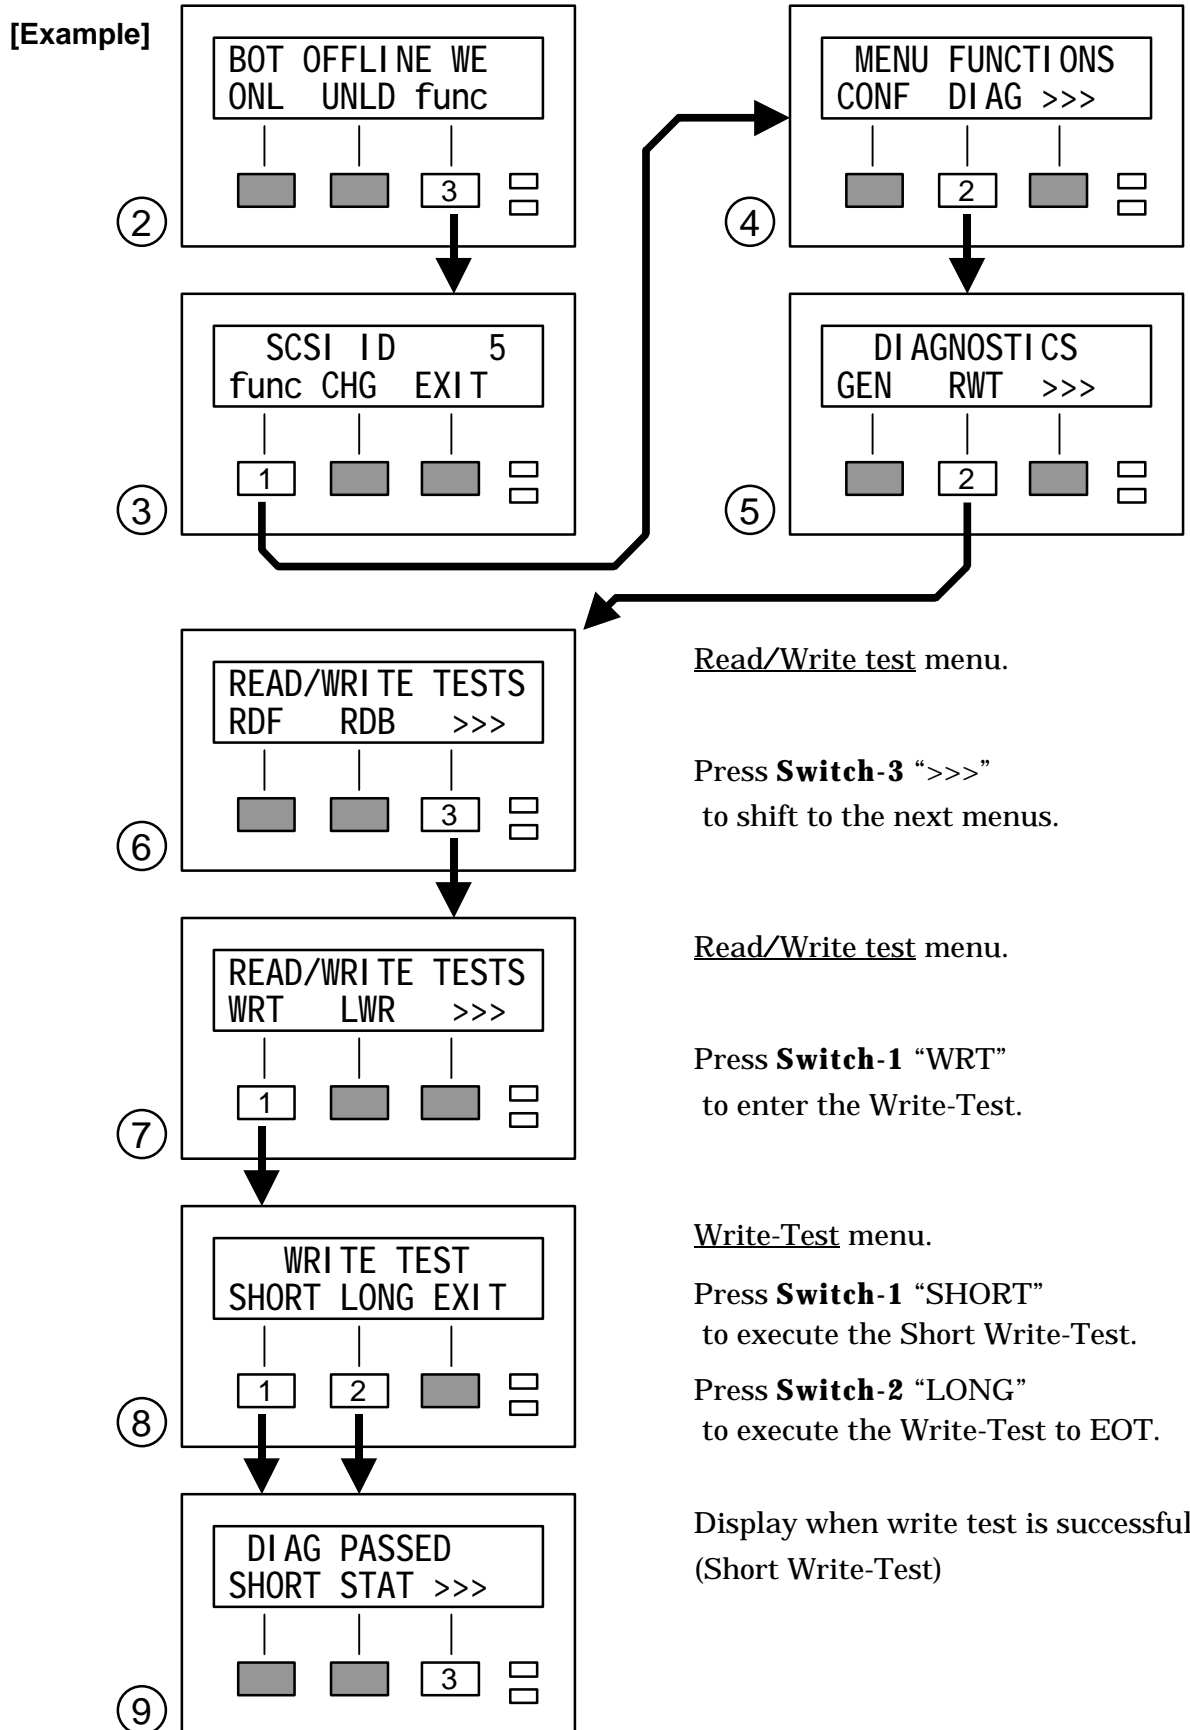 [Example]
BOT OFFLINE WE
ONL UNLD func
3
2
SCSI ID 5
func CHG EXIT
1
3
MENU FUNCTIONS
CONF DIAG >>>
2
4
DIAGNOSTICS
GEN RWT >>>
2
5
READ/WRITE TESTS
RDF RDB >>>
3
6
Read/Write test menu.
Press Switch-3 “>>>”
to shift to the next menus.
READ/WRITE TESTS
WRT LWR >>>
1
7
Read/Write test menu.
Press Switch-1 “WRT”
to enter the Write-Test.
WRITE TEST
SHORT LONG EXIT
1 2
8
Write-Test menu.
Press Switch-1 “SHORT”
to execute the Short Write-Test.
Press Switch-2 “LONG”
to execute the Write-Test to EOT.
DIAG PASSED
SHORT STAT >>>
3
9
Display when write test is successful
(Short Write-Test)